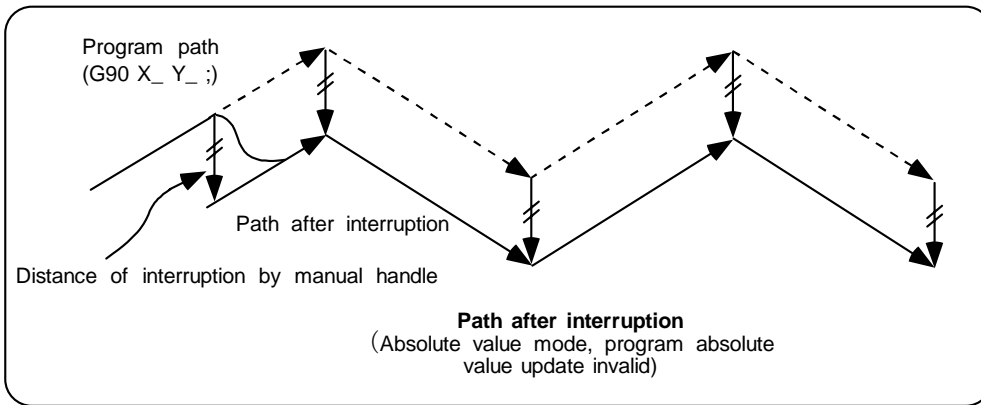 Program path
(G90 X_ Y_ ;)
Path after interruption
Distance of interruption by manual handle
Path after interruption
(Absolute value mode, program absolute
value update invalid)